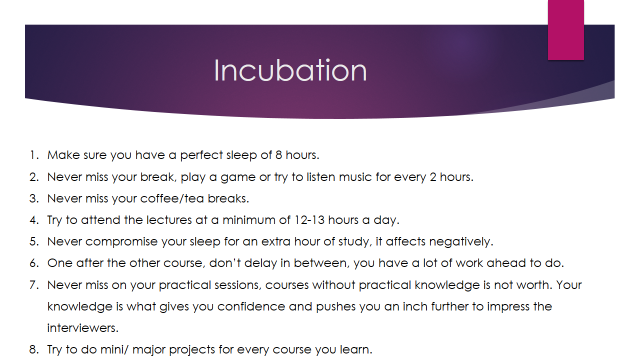 Incubation
1. Make sure you have a perfect sleep of 8 hours.
2. Never miss your break, play a game or try to listen music for every 2 hours.
3. Never miss your coffee/tea breaks.
4. Try to attend the lectures at a minimum of 12-13 hours a day.
5. Never compromise your sleep for an extra hour of study, it affects negatively.
6. One after the other course, don't delay in between, you have a lot of work ahead to do.
7. Never miss on your practical sessions, courses without practical knowledge is not worth. Your
knowledge is what gives you confidence and pushes you an inch further to impress the
interviewers.
8. Try to do mini/ major projects for every course you learn.